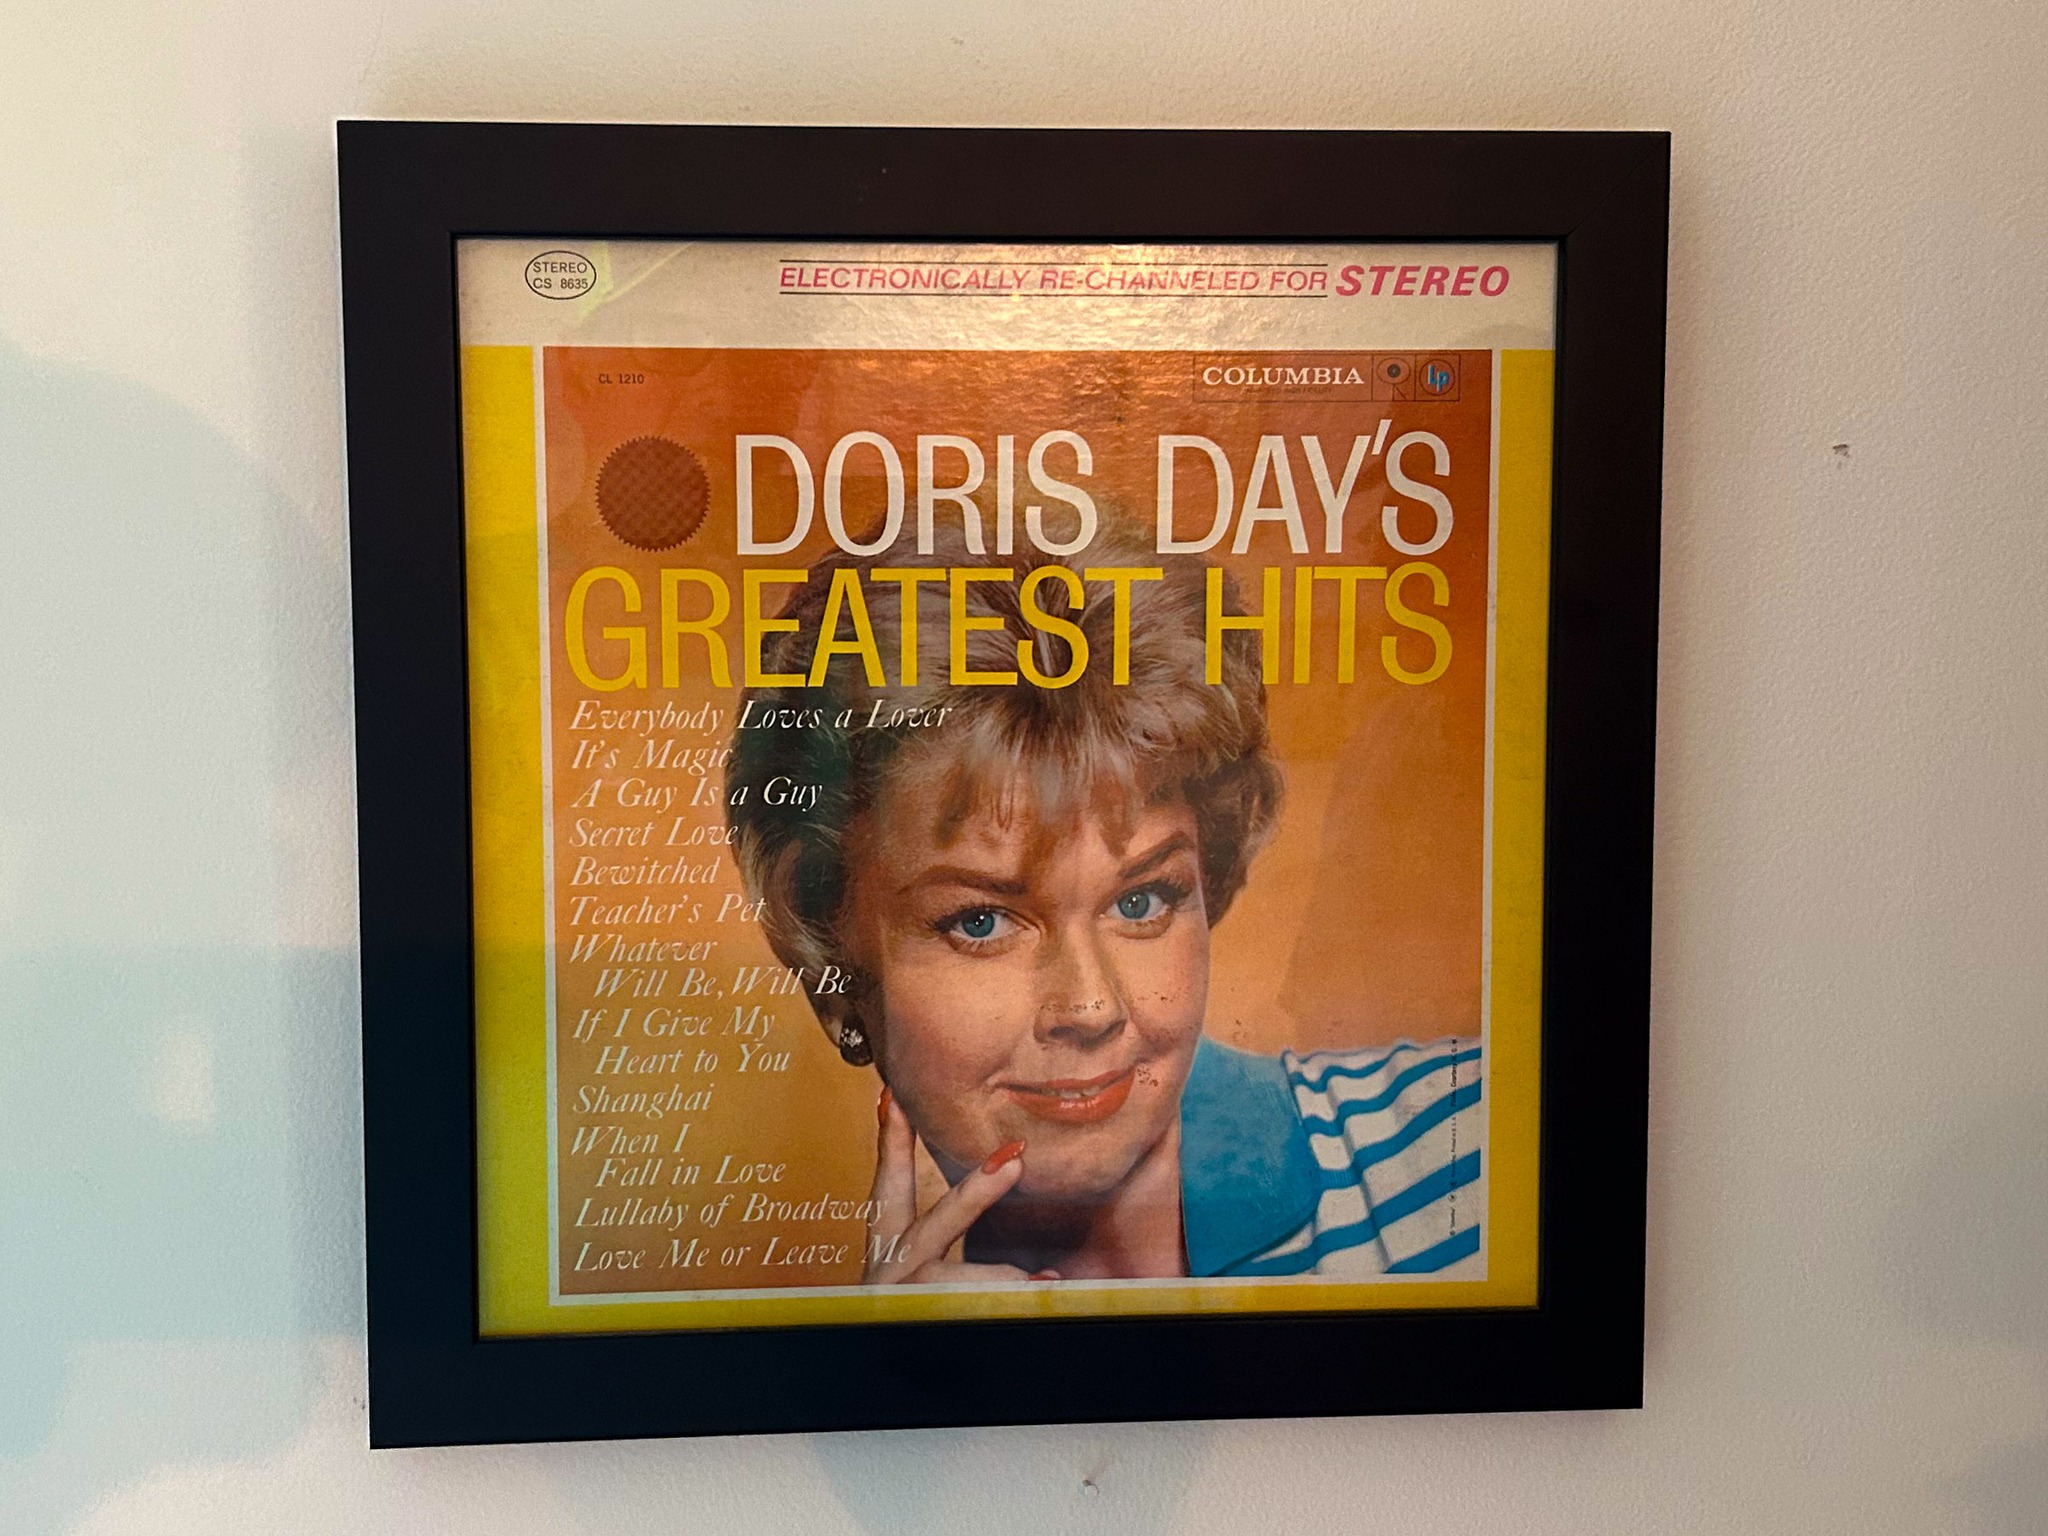 STEREO
CS 8635
ELECTRONICALLY RE-CHANNELED FOR STEREO
CL 1210
COLUMBIA
Lp
DORIS DAY'S
GREATEST HITS
Everybody Loves a Lover
It's Magic
A Guy Is a Guy
Secret Love
Bewitched
Teacher's Pet
Whatever
Will Be, Will Be
If I Give My
Heart to You
Shanghai
When I
Fall in Love
Lullaby of Broadway
Love Me or Leave Me